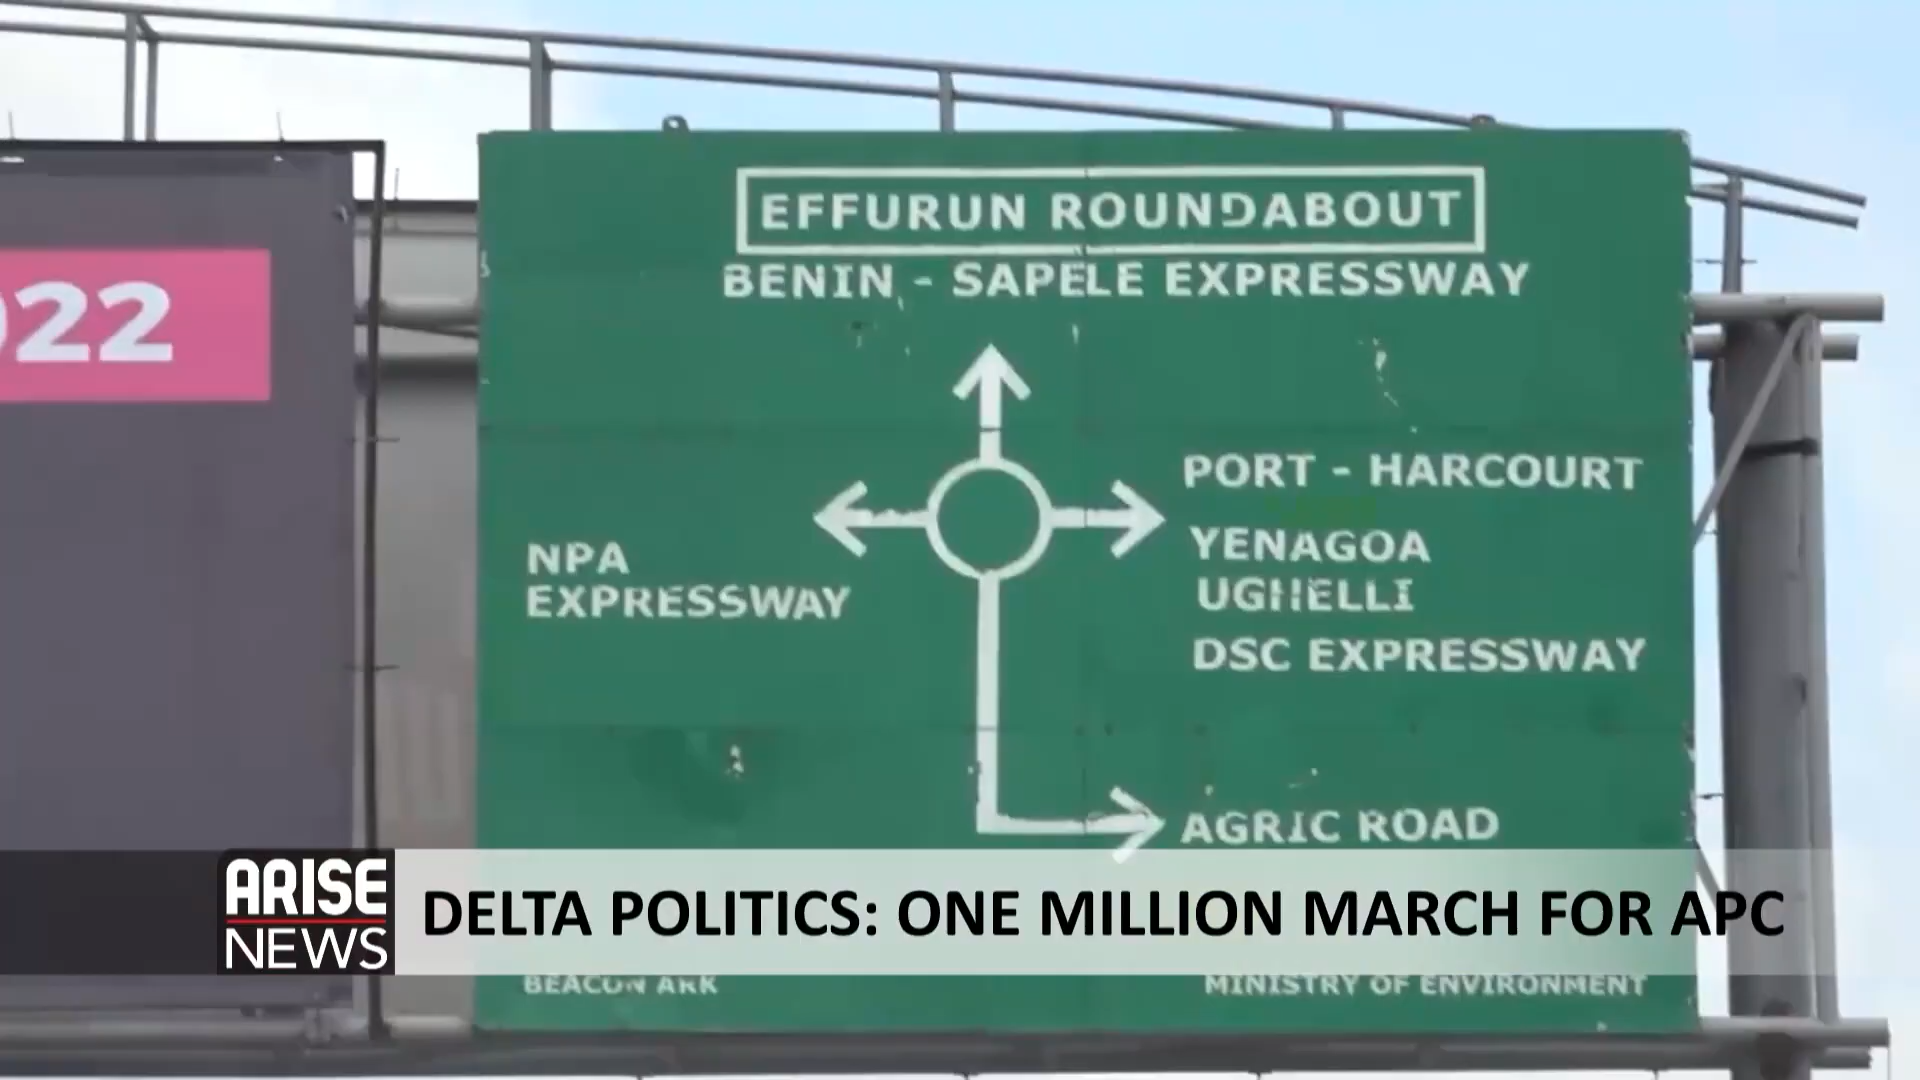 022
EFFURUN ROUNDABOUT
BENIN - SAPELE EXPRESSWAY
PORT - HARCOURT
YENAGOA
UGHELLI
DSC EXPRESSWAY
NPA
EXPRESSWAY
AGRIC ROAD
ARISE
NEWS
DELTA POLITICS: ONE MILLION MARCH FOR APC
BEACON ARK
MINISTRY OF ENVIRONMENT